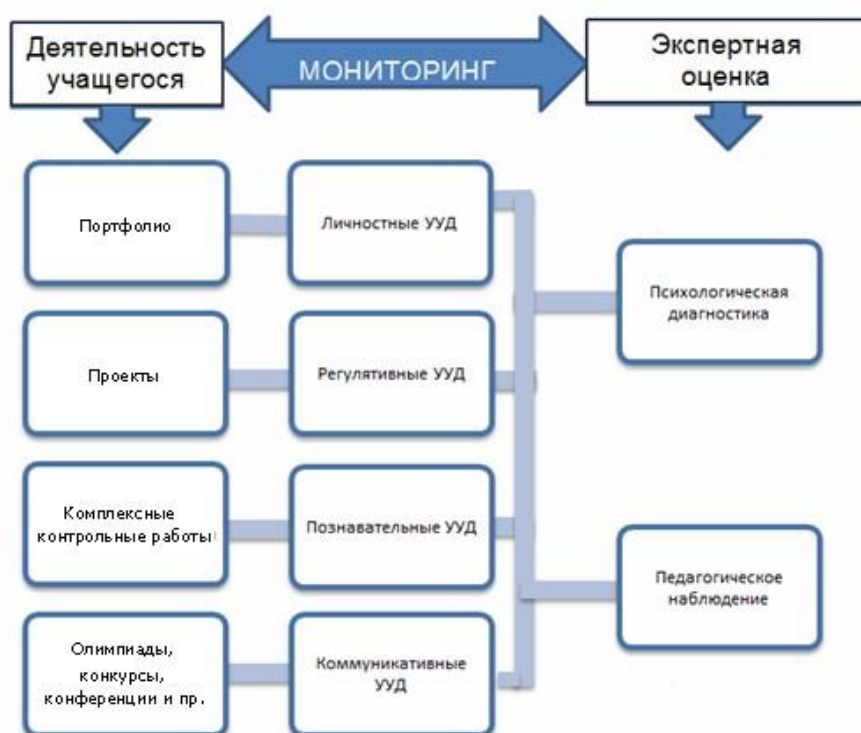 Деятельность
учащегося
МОНИТОРИНГ
Экспертная
оценка
Портфолио
Личностные УУД
Психологическая
диагностика
Проекты
Регулятивные УУД
Комплексные
контрольные работы
Познавательные УУД
Педагогическое
наблюдение
Олимпиады,
конкурсы,
конференции и пр.
Коммуникативные
УУД